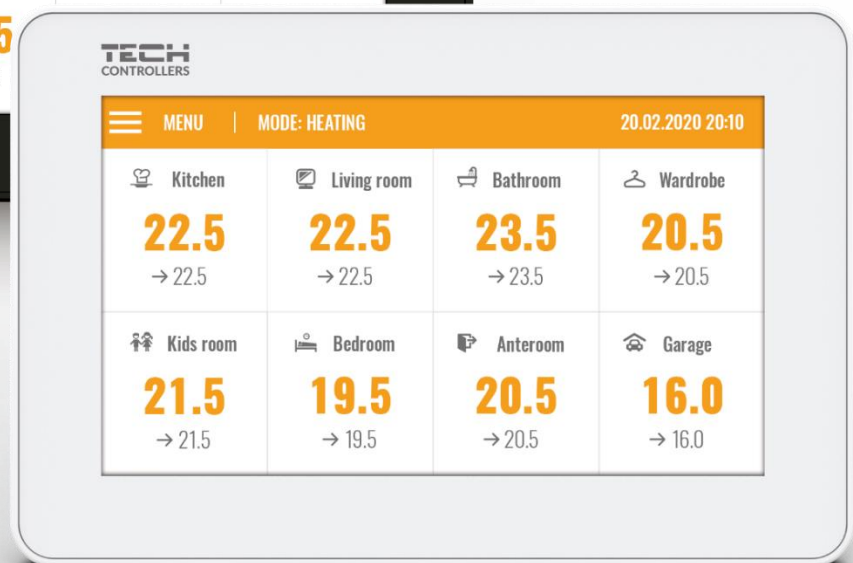 5
TECH
CONTROLLERS
MENU | MODE: HEATING 20.02.2020 20:10
Kitchen Living room Bathroom Wardrobe
22.5 22.5 23.5 20.5
→ 22.5 → 22.5 → 23.5 → 20.5
Kids room Bedroom Anteroom Garage
21.5 19.5 20.5 16.0
→ 21.5 → 19.5 → 20.5 → 16.0